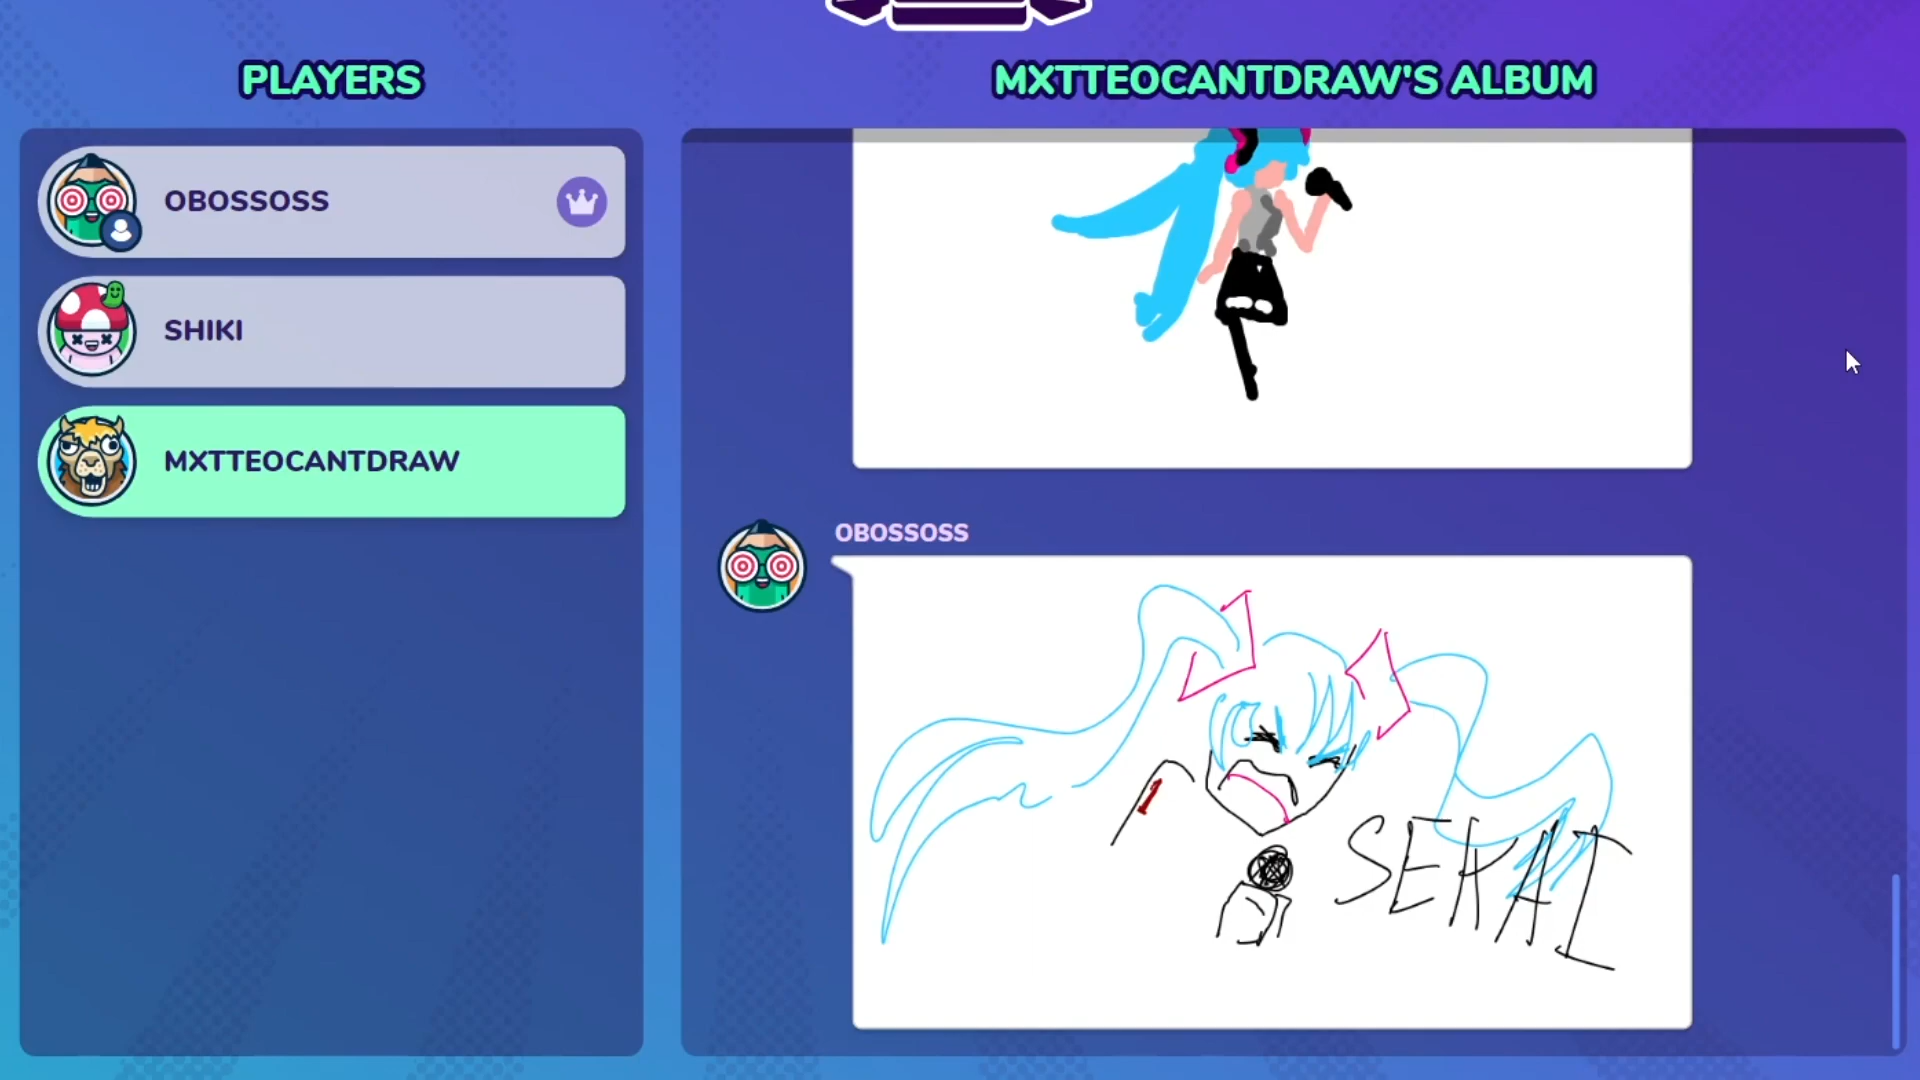 PLAYERS
MXTTEOCANTDRAW'S ALBUM
OBOSSOSS
SHIKI
MXTTEOCANTDRAW
OBOSSOSS
SEKAI